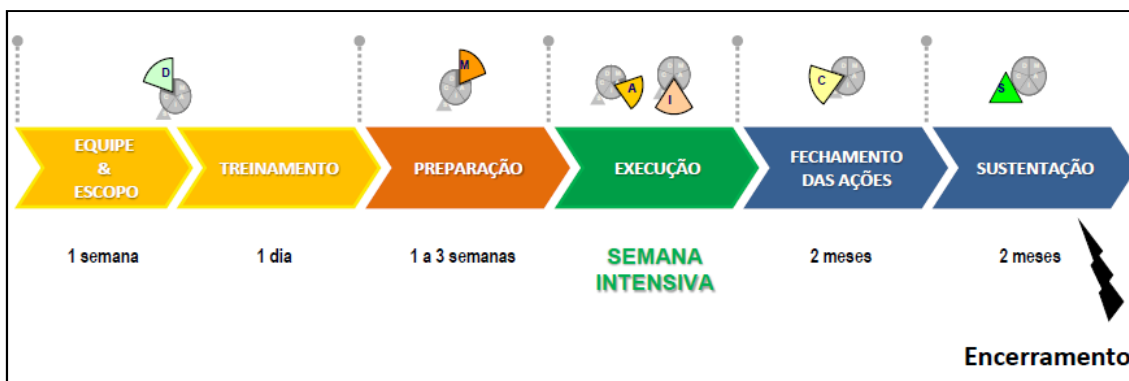 D
M
A
I
C
S
EQUIPE
&
ESCOPO
TREINAMENTO
PREPARAÇÃO
EXECUÇÃO
FECHAMENTO
DAS AÇÕES
SUSTENTAÇÃO
1 semana
1 dia
1 a 3 semanas
SEMANA
INTENSIVA
2 meses
2 meses
Encerramento